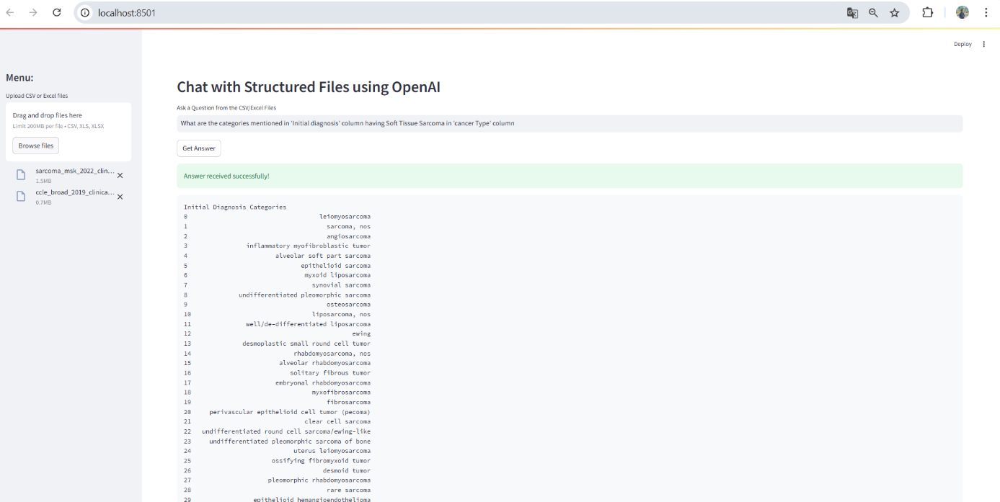 localhost:8501
Deploy
Menu:
Upload CSV or Excel files
Drag and drop files here
Limit 200MB per file • CSV, XLS, XLSX
Browse files
sarcoma_msk_2022_clin...
1.5MB
ccle_broad_2019_clinica...
0.7MB
Chat with Structured Files using OpenAI
Ask a Question from the CSV/Excel Files
What are the categories mentioned in 'Initial diagnosis' column having Soft Tissue Sarcoma in 'cancer Type' column
Get Answer
Answer received successfully!
Initial Diagnosis Categories
0 leiomyosarcoma
1 sarcoma, nos
2 angiosarcoma
3 inflammatory myofibroblastic tumor
4 alveolar soft part sarcoma
5 epithelioid sarcoma
6 myxoid liposarcoma
7 synovial sarcoma
8 undifferentiated pleomorphic sarcoma
9 osteosarcoma
10 liposarcoma, nos
11 well/de-differentiated liposarcoma
12 ewing
13 desmoplastic small round cell tumor
14 rhabdomyosarcoma, nos
15 alveolar rhabdomyosarcoma
16 solitary fibrous tumor
17 embryonal rhabdomyosarcoma
18 myxofibrosarcoma
19 fibrosarcoma
20 perivascular epithelioid cell tumor (pecoma)
21 clear cell sarcoma
22 undifferentiated round cell sarcoma/ewing-like
23 undifferentiated pleomorphic sarcoma of bone
24 uterus leiomyosarcoma
25 ossifying fibromyxoid tumor
26 desmoid tumor
27 pleomorphic rhabdomyosarcoma
28 rare sarcoma
29 epithelioid hemangioendothelioma